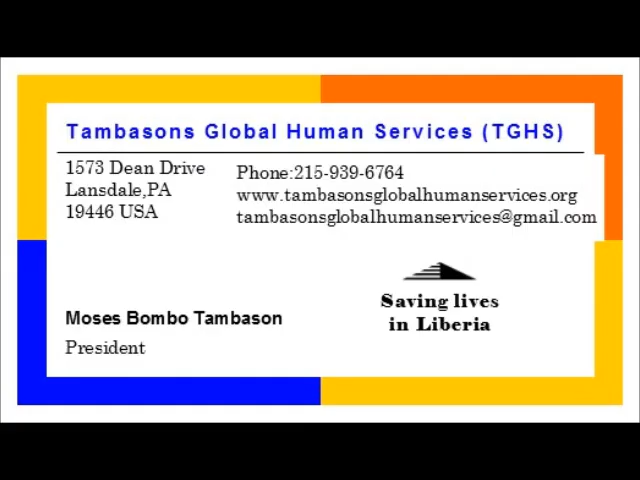 Tambasons Global Human Services (TGHS)
1573 Dean Drive
Lansdale,PA
19446 USA
Phone:215-939-6764
www.tambasonsglobalhumanservices.org
tambasonsglobalhumanservices@gmail.com
Saving lives
in Liberia
Moses Bombo Tambason
President